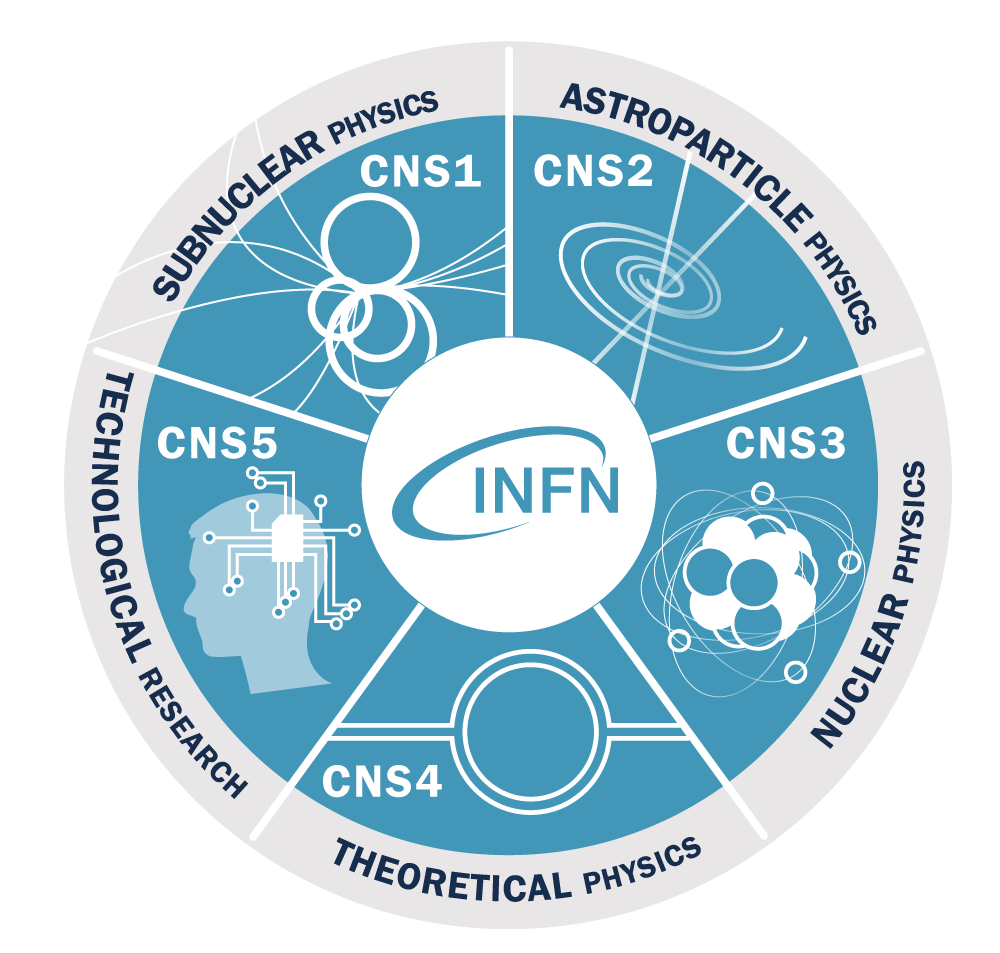 SUBNUCLEAR PHYSICS
CNS1
ASTROPARTICLE PHYSICS
CNS2
NUCLEAR PHYSICS
CNS3
THEORETICAL PHYSICS
CNS4
TECHNOLOGICAL RESEARCH
CNS5
INFN